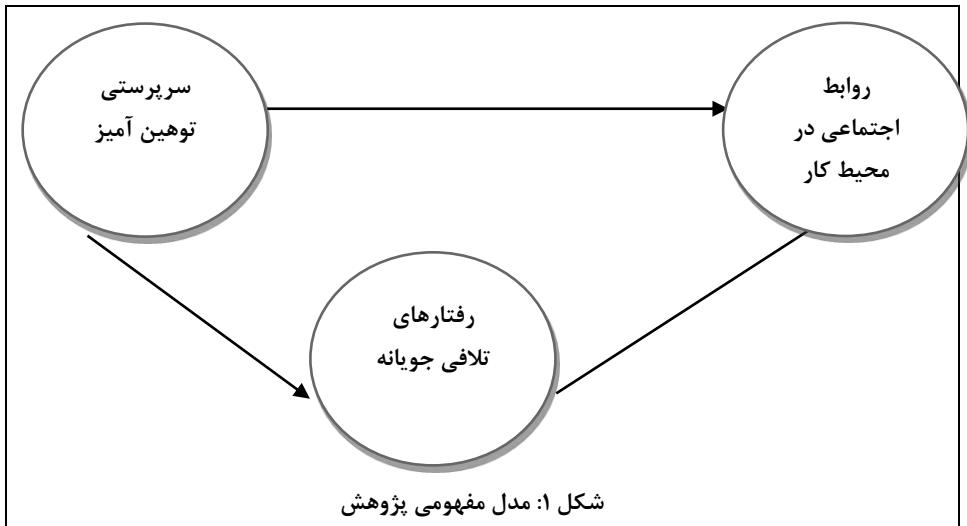 سرپرستی
توهین آمیز
روابط
اجتماعی در
محیط کار
رفتارهای
تلافی جویانه
شکل ۱: مدل مفهومی پژوهش